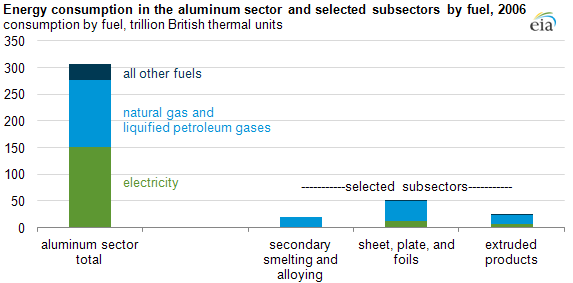 Energy consumption in the aluminum sector and selected subsectors by fuel, 2006
consumption by fuel, trillion British thermal units
eia
350
300
250
200
150
100
50
0
all other fuels
natural gas and
liquified petroleum gases
electricity
-----------selected subsectors-----------
aluminum sector
total
secondary
smelting and
alloying
sheet, plate, and
foils
extruded
products